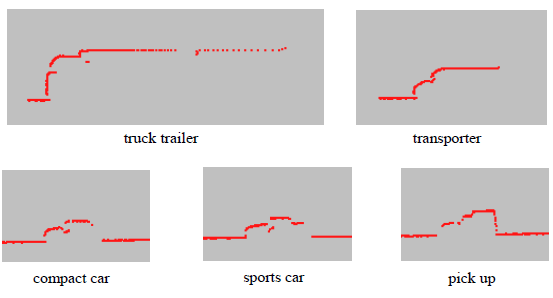 truck trailer
transporter
compact car
sports car
pick up